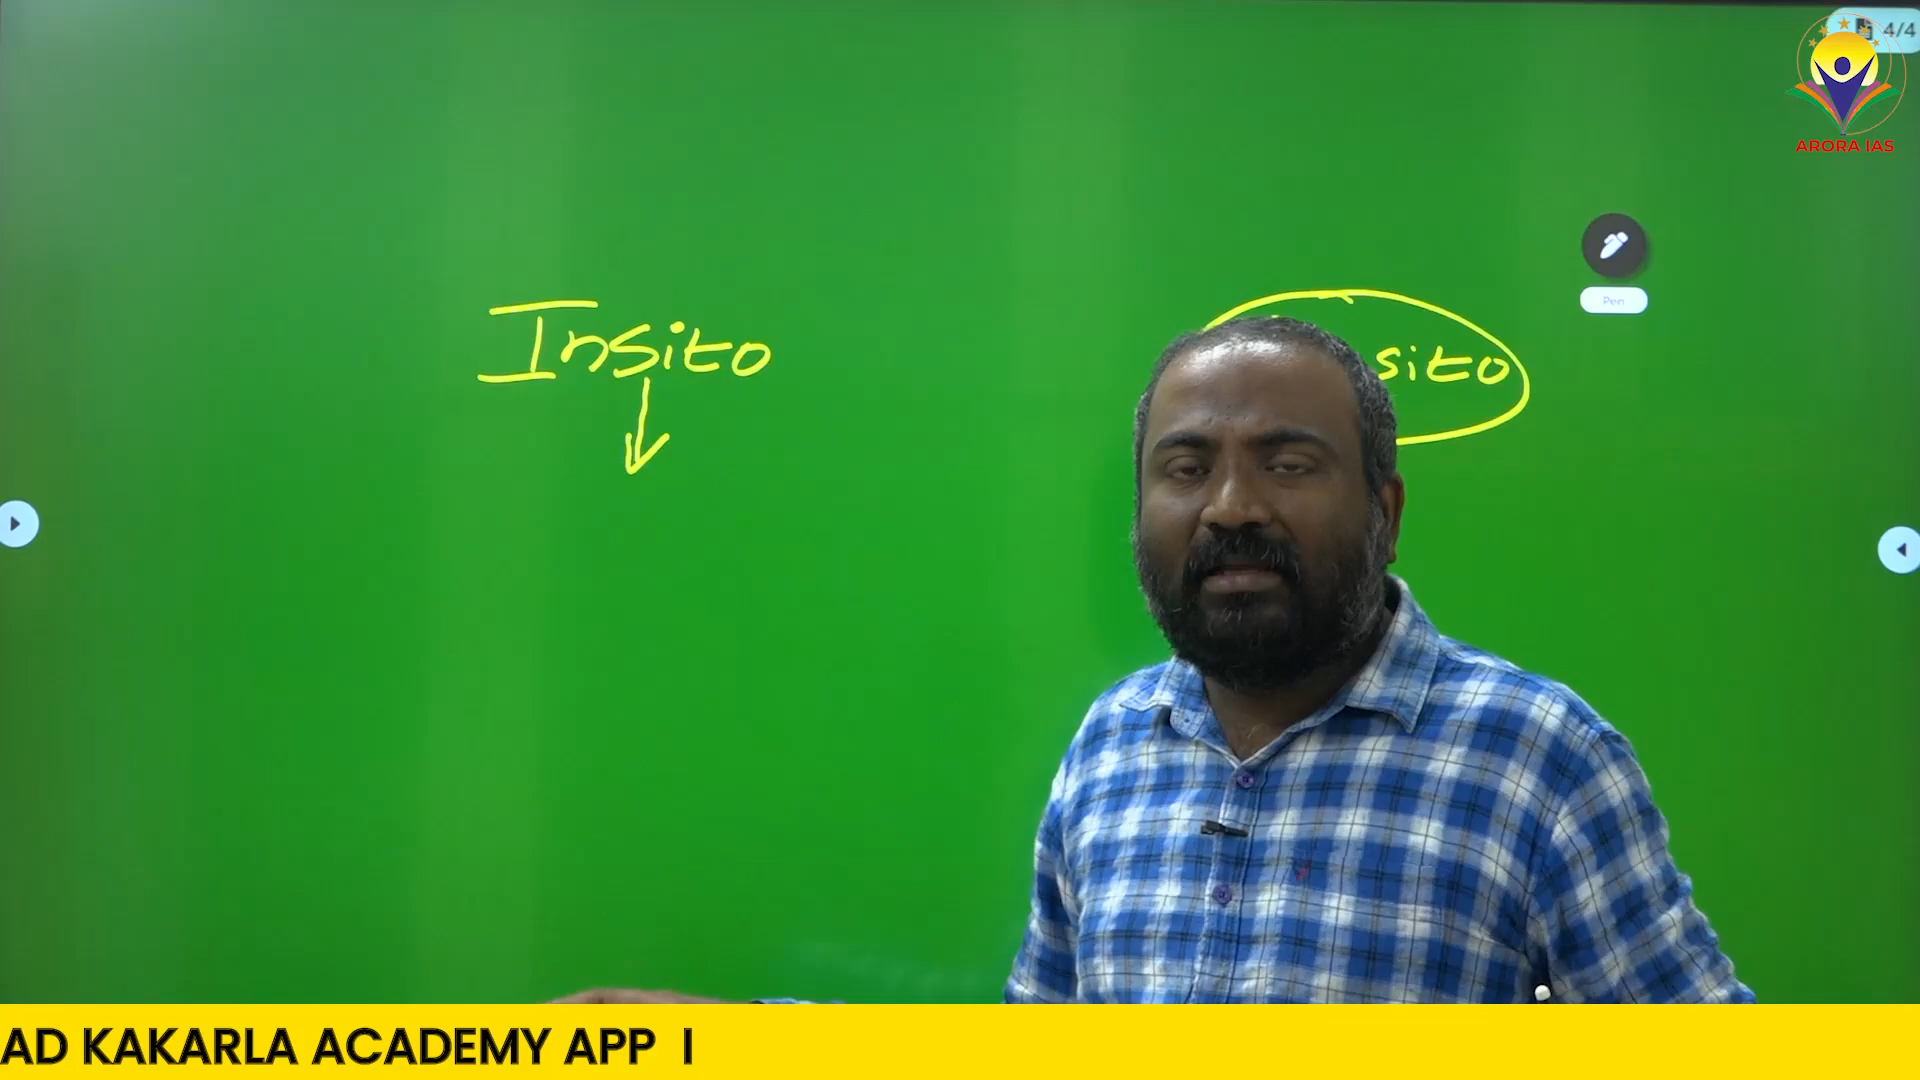 4/4
ARORA IAS
Pen
Insito
sito
AD KAKARLA ACADEMY APP I